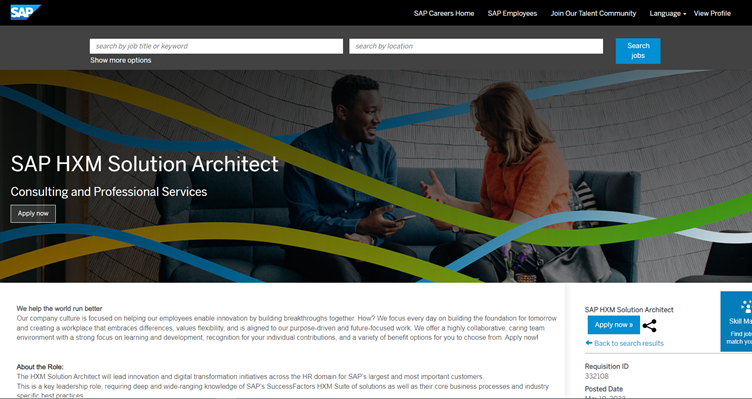 SAP
SAP Careers Home SAP Employees Join Our Talent Community Language View Profile
search by job title or keyword search by location Search jobs
Show more options
SAP HXM Solution Architect
Consulting and Professional Services
Apply now
We help the world run better
Our company culture is focused on helping our employees enable innovation by building breakthroughs together. How? We focus every day on building the foundation for tomorrow
and creating a workplace that embraces differences, values flexibility, and is aligned to our purpose-driven and future-focused work. We offer a highly collaborative, caring team
environment with a strong focus on learning and development, recognition for your individual contributions, and a variety of benefit options for you to choose from. Apply now!
About the Role:
The HXM Solution Architect will lead innovation and digital transformation initiatives across the HR domain for SAP's largest and most important customers.
This is a key leadership role, requiring deep and wide-ranging knowledge of SAP's SuccessFactors HXM Suite of solutions as well as their core business processes and industry
specific best practices.
SAP HXM Solution Architect
Apply now »
Back to search results
Requisition ID
332108
Posted Date
Skill
Find
match